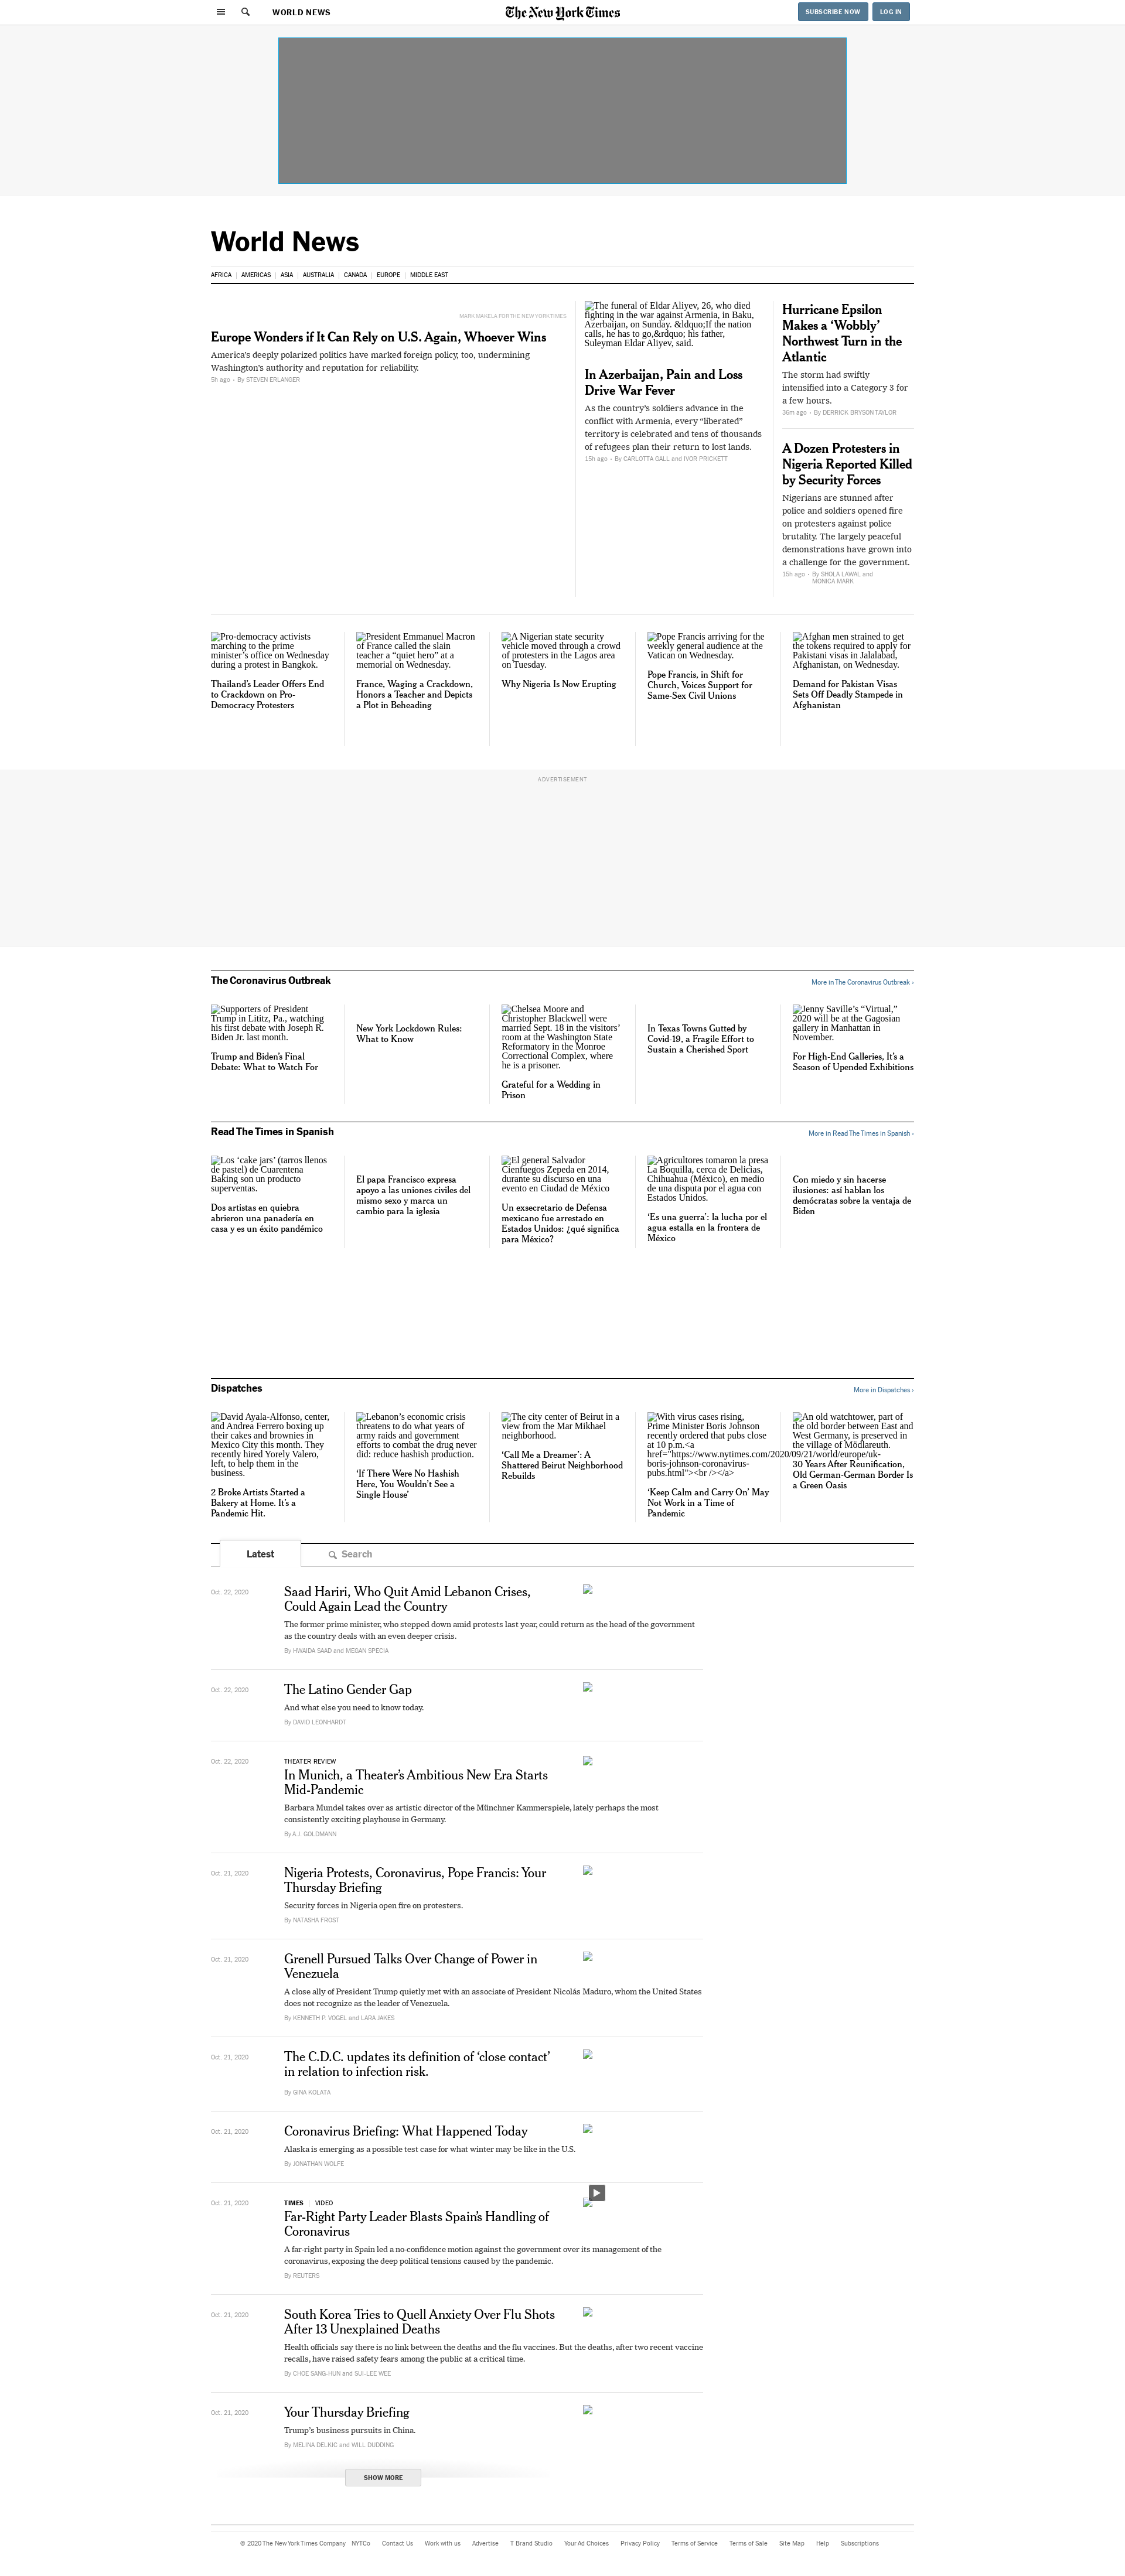 WORLD NEWS
The New York Times
SUBSCRIBE NOW
LOG IN
World News
AFRICA
AMERICAS
ASIA
AUSTRALIA
CANADA
EUROPE
MIDDLE EAST
MARK MAKELA FOR THE NEW YORK TIMES
Europe Wonders if It Can Rely on U.S. Again, Whoever Wins
America's deeply polarized politics have marked foreign policy, too, undermining
Washington's authority and reputation for reliability.
5h ago • By STEVEN ERLANGER
The funeral of Eldar Aliyev, 26, who died
fighting in the war against Armenia, in Baku,
Azerbaijan, on Sunday. &ldquo;If the nation
calls, he has to go,&rdquo; his father,
Suleyman Eldar Aliyev, said.
In Azerbaijan, Pain and Loss
Drive War Fever
As the country's soldiers advance in the
conflict with Armenia, every “liberated”
territory is celebrated and tens of thousands
of refugees plan their return to lost lands.
15h ago • By CARLOTTA GALL and IVOR PRICKETT
Hurricane Epsilon
Makes a ‘Wobbly’
Northwest Turn in the
Atlantic
The storm had swiftly
intensified into a Category 3 for
a few hours.
36m ago • By DERRICK BRYSON TAYLOR
A Dozen Protesters in
Nigeria Reported Killed
by Security Forces
Nigerians are stunned after
police and soldiers opened fire
on protesters against police
brutality. The largely peaceful
demonstrations have grown into
a challenge for the government.
15h ago • By SHOLA LAWAL and
MONICA MARK
Pro-democracy activists
marching to the prime
minister’s office on Wednesday
during a protest in Bangkok.
Thailand’s Leader Offers End
to Crackdown on Pro-
Democracy Protesters
President Emmanuel Macron
of France called the slain
teacher a “quiet hero” at a
memorial on Wednesday.
France, Waging a Crackdown,
Honors a Teacher and Depicts
a Plot in Beheading
A Nigerian state security
vehicle moved through a crowd
of protesters in the Lagos area
on Tuesday.
Why Nigeria Is Now Erupting
Pope Francis arriving for the
weekly general audience at the
Vatican on Wednesday.
Pope Francis, in Shift for
Church, Voices Support for
Same-Sex Civil Unions
Afghan men strained to get
the tokens required to apply for
Pakistani visas in Jalalabad,
Afghanistan, on Wednesday.
Demand for Pakistan Visas
Sets Off Deadly Stampede in
Afghanistan
ADVERTISEMENT
The Coronavirus Outbreak
More in The Coronavirus Outbreak ›
Supporters of President
Trump in Lititz, Pa., watching
his first debate with Joseph R.
Biden Jr. last month.
Trump and Biden’s Final
Debate: What to Watch For
New York Lockdown Rules:
What to Know
Chelsea Moore and
Christopher Blackwell were
married Sept. 18 in the visitors’
room at the Washington State
Reformatory in the Monroe
Correctional Complex, where
he is a prisoner.
Grateful for a Wedding in
Prison
In Texas Towns Gutted by
Covid-19, a Fragile Effort to
Sustain a Cherished Sport
Jenny Saville’s “Virtual,”
2020 will be at the Gagosian
gallery in Manhattan in
November.
For High-End Galleries, It’s a
Season of Upended Exhibitions
Read The Times in Spanish
More in Read The Times in Spanish ›
Los ‘cake jars’ (tarros llenos
de pastel) de Cuarentena
Baking son un producto
superventas.
Dos artistas en quiebra
abrieron una panadería en
casa y es un éxito pandémico
El papa Francisco expresa
apoyo a las uniones civiles del
mismo sexo y marca un
cambio para la iglesia
El general Salvador
Cienfuegos Zepeda en 2014,
durante su discurso en una
evento en Ciudad de México
Un exsecretario de Defensa
mexicano fue arrestado en
Estados Unidos: ¿qué significa
para México?
Agricultores tomaron la presa
La Boquilla, cerca de Delicias,
Chihuahua (México), en medio
de una disputa por el agua con
Estados Unidos.
‘Es una guerra’: la lucha por el
agua estalla en la frontera de
México
Con miedo y sin hacerse
ilusiones: así hablan los
demócratas sobre la ventaja de
Biden
Dispatches
More in Dispatches ›
David Ayala-Alfonso, center,
and Andrea Ferrero boxing up
their cakes and brownies in
Mexico City this month. They
recently hired Yorely Valero,
left, to help them in the
business.
2 Broke Artists Started a
Bakery at Home. It’s a
Pandemic Hit.
Lebanon’s economic crisis
threatens to do what years of
army raids and government
efforts to combat the drug never
did: reduce hashish production.
‘If There Were No Hashish
Here, You Wouldn’t See a
Single House’
The city center of Beirut in a
view from the Mar Mikhael
neighborhood.
‘Call Me a Dreamer’: A
Shattered Beirut Neighborhood
Rebuilds
With virus cases rising,
Prime Minister Boris Johnson
recently ordered that pubs close
at 10 p.m.<a
href="https://www.nytimes.com/2020/09/21/world/europe/uk-
boris-johnson-coronavirus-
pubs.html"><br /></a>
‘Keep Calm and Carry On’ May
Not Work in a Time of
Pandemic
An old watchtower, part of
the old border between East and
West Germany, is preserved in
the village of Mödlareuth.
30 Years After Reunification,
Old German-German Border Is
a Green Oasis
Latest
Search
Oct. 22, 2020
Saad Hariri, Who Quit Amid Lebanon Crises,
Could Again Lead the Country
The former prime minister, who stepped down amid protests last year, could return as the head of the government
as the country deals with an even deeper crisis.
By HWAIDA SAAD and MEGAN SPECIA
Oct. 22, 2020
The Latino Gender Gap
And what else you need to know today.
By DAVID LEONHARDT
Oct. 22, 2020
THEATER REVIEW
In Munich, a Theater’s Ambitious New Era Starts
Mid-Pandemic
Barbara Mundel takes over as artistic director of the Münchner Kammerspiele, lately perhaps the most
consistently exciting playhouse in Germany.
By A.J. GOLDMANN
Oct. 21, 2020
Nigeria Protests, Coronavirus, Pope Francis: Your
Thursday Briefing
Security forces in Nigeria open fire on protesters.
By NATASHA FROST
Oct. 21, 2020
Grenell Pursued Talks Over Change of Power in
Venezuela
A close ally of President Trump quietly met with an associate of President Nicolás Maduro, whom the United States
does not recognize as the leader of Venezuela.
By KENNETH P. VOGEL and LARA JAKES
Oct. 21, 2020
The C.D.C. updates its definition of ‘close contact’
in relation to infection risk.
By GINA KOLATA
Oct. 21, 2020
Coronavirus Briefing: What Happened Today
Alaska is emerging as a possible test case for what winter may be like in the U.S.
By JONATHAN WOLFE
Oct. 21, 2020
TIMES | VIDEO
Far-Right Party Leader Blasts Spain’s Handling of
Coronavirus
A far-right party in Spain led a no-confidence motion against the government over its management of the
coronavirus, exposing the deep political tensions caused by the pandemic.
By REUTERS
Oct. 21, 2020
South Korea Tries to Quell Anxiety Over Flu Shots
After 13 Unexplained Deaths
Health officials say there is no link between the deaths and the flu vaccines. But the deaths, after two recent vaccine
recalls, have raised safety fears among the public at a critical time.
By CHOE SANG-HUN and SUI-LEE WEE
Oct. 21, 2020
Your Thursday Briefing
Trump’s business pursuits in China.
By MELINA DELKIC and WILL DUDDING
SHOW MORE
© 2020 The New York Times Company
NYTCo
Contact Us
Work with us
Advertise
T Brand Studio
Your Ad Choices
Privacy Policy
Terms of Service
Terms of Sale
Site Map
Help
Subscriptions